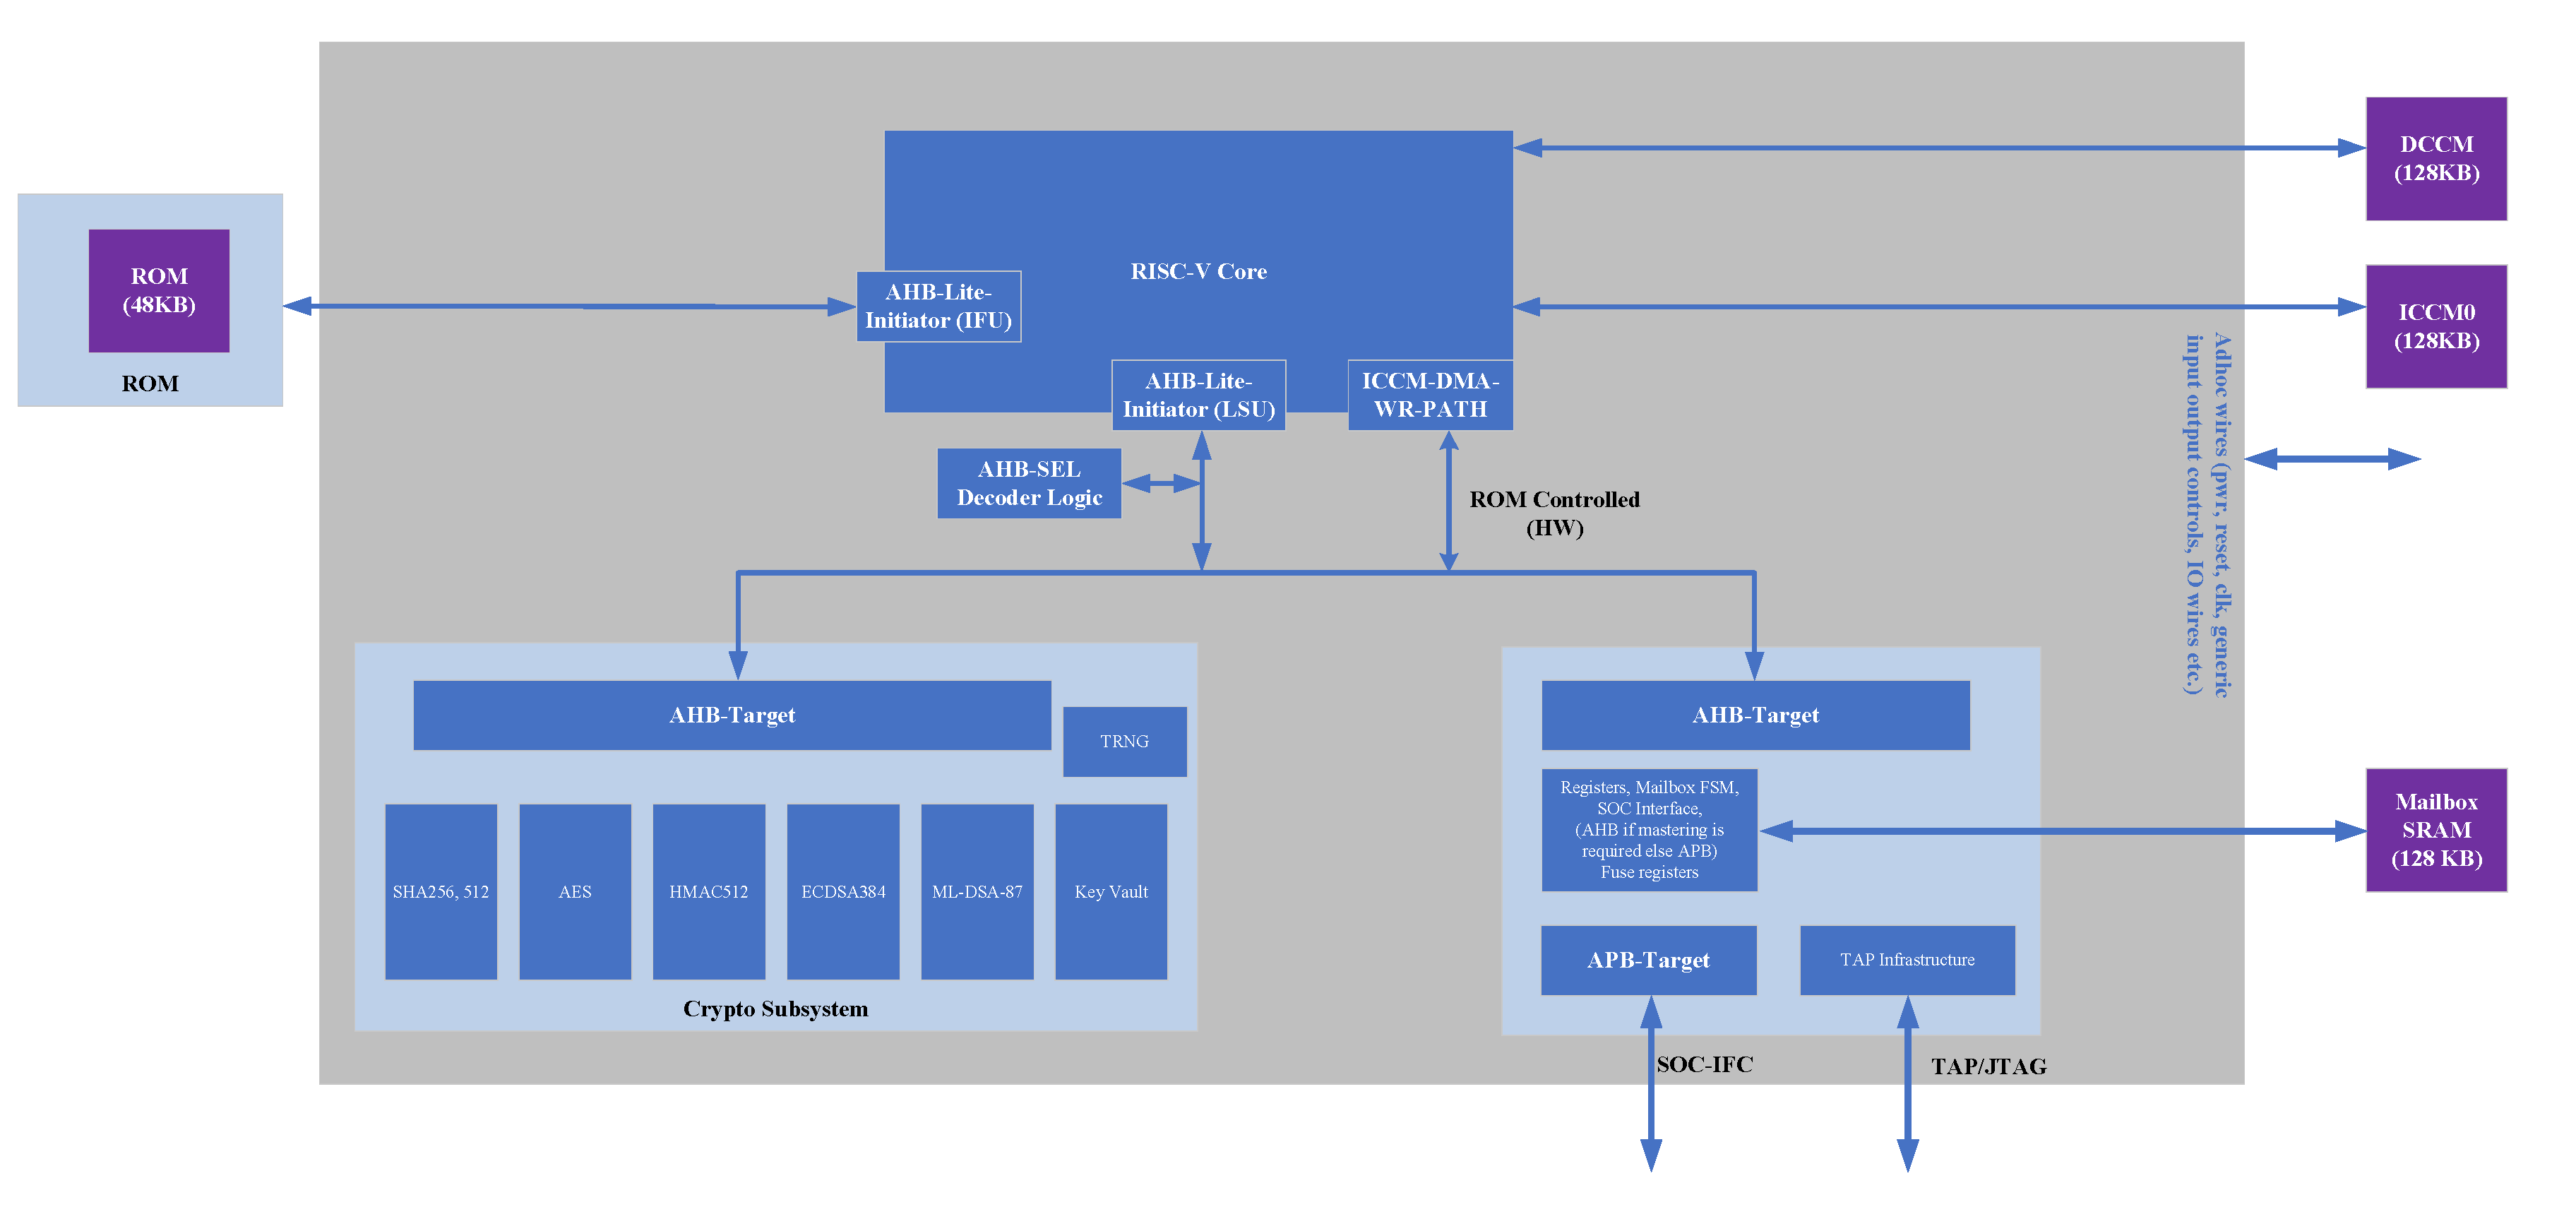 DCCM
(128KB)
ROM
(48KB)
ROM
RISC-V Core
AHB-Lite-
Initiator (IFU)
ICCM0
(128KB)
AHB-Lite-
Initiator (LSU)
ICCM-DMA-
WR-PATH
AHB-SEL
Decoder Logic
ROM Controlled
(HW)
Adhoc wires (pwr, reset, clk, generic
input output controls, IO wires etc.)
AHB-Target
TRNG
SHA256, 512
AES
HMAC512
ECDSA384
ML-DSA-87
Key Vault
Crypto Subsystem
AHB-Target
Registers, Mailbox FSM,
SOC Interface,
(AHB if mastering is
required else APB)
Fuse registers
Mailbox
SRAM
(128 KB)
APB-Target
TAP Infrastructure
SOC-IFC
TAP/JTAG